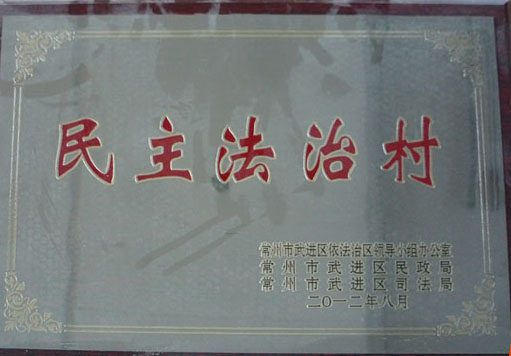 民主法治村
常州市武进区依法治区领导小组办公室
常州市武进区民政局
常州市武进区司法局
二〇一二年八月